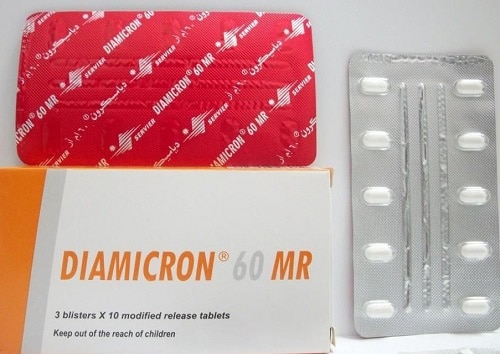 DIAMICRON 60 MR
SERVIER
دياميكرون ٦٠ م ر
DIAMICRON® 60 MR
3 blisters X 10 modified release tablets
Keep out of the reach of children